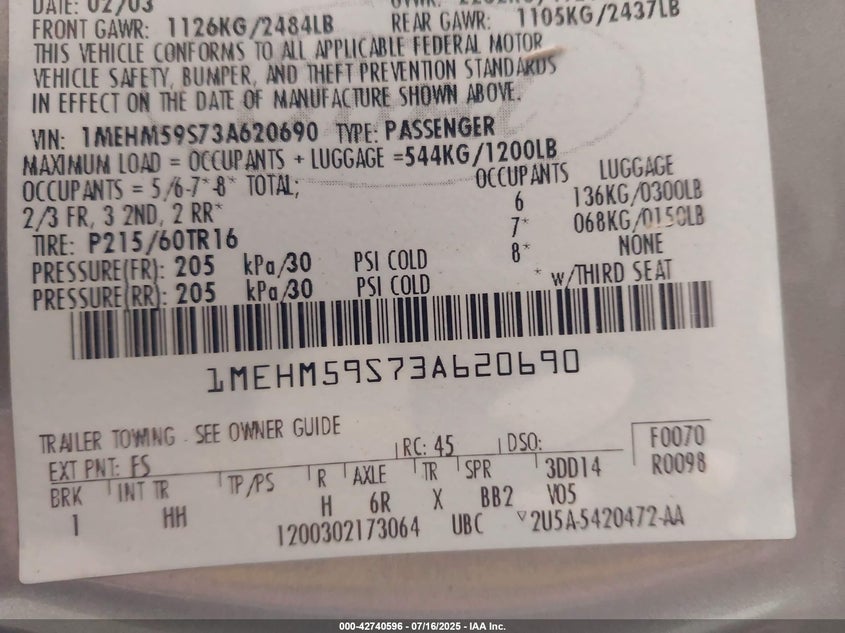 DATE: 02/03
FRONT GAWR: 1126KG/2484LB REAR GAWR: 1105KG/2437LB
THIS VEHICLE CONFORMS TO ALL APPLICABLE FEDERAL MOTOR
VEHICLE SAFETY, BUMPER, AND THEFT PREVENTION STANDARDS
IN EFFECT ON THE DATE OF MANUFACTURE SHOWN ABOVE.
VIN: 1MEHM59S73A620690 TYPE: PASSENGER
MAXIMUM LOAD = OCCUPANTS + LUGGAGE =544KG/1200LB
OCCUPANTS = 5/6-7*-8* TOTAL; OCCUPANTS LUGGAGE
2/3 FR, 3 2ND, 2 RR* 6 136KG/0300LB
TIRE: P215/60TR16 7* 068KG/0150LB
PRESSURE(FR): 205 kPa/30 PSI COLD 8* NONE
PRESSURE(RR): 205 kPa/30 PSI COLD * w/THIRD SEAT
1MEHM59S73A620690
TRAILER TOWING - SEE OWNER GUIDE
EXT PNT: FS RC: 45 DSO: F0070
BRK INT TR TP/PS R AXLE TR SPR 3DD14 R0098
1 HH H 6R X BB2 V05
1200302173064 UBC 2U5A-5420472-AA
000-42740596 - 07/16/2025 - IAA Inc.